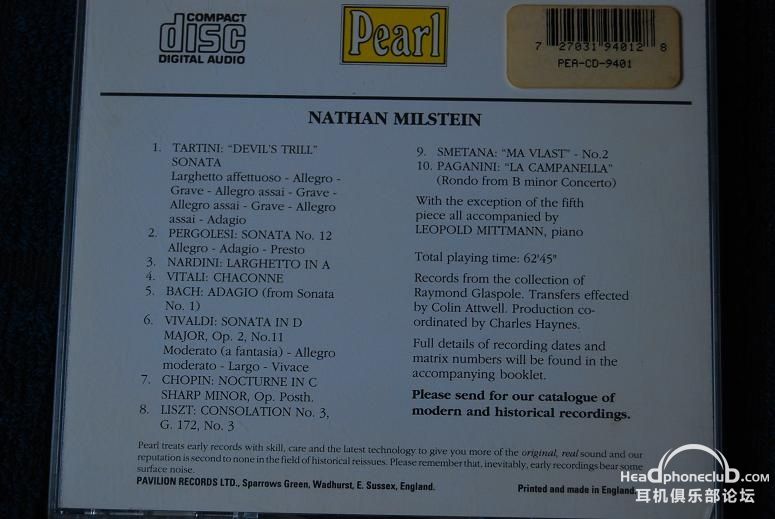 COMPACT
disc
DIGITAL AUDIO
Pearl
7 27031 94012 8
PEA-CD-9401
NATHAN MILSTEIN
1. TARTINI: "DEVIL'S TRILL"
SONATA
Larghetto affettuoso - Allegro -
Grave - Allegro assai - Grave -
Allegro assai - Grave - Allegro
assai - Adagio
2. PERGOLESI: SONATA No. 12
Allegro - Adagio - Presto
3. NARDINI: LARGHETTO IN A
4. VITALI: CHACONNE
5. BACH: ADAGIO (from Sonata
No. 1)
6. VIVALDI: SONATA IN D
MAJOR, Op. 2, No.11
Moderato (a fantasia) - Allegro
moderato - Largo - Vivace
7. CHOPIN: NOCTURNE IN C
SHARP MINOR, Op. Posth.
8. LISZT: CONSOLATION No. 3,
G. 172, No. 3
9. SMETANA: "MA VLAST" - No.2
10. PAGANINI: "LA CAMPANELLA"
(Rondo from B minor Concerto)
With the exception of the fifth
piece all accompanied by
LEOPOLD MITTMANN, piano
Total playing time: 62'45"
Records from the collection of
Raymond Glaspole. Transfers effected
by Colin Attwell. Production co-
ordinated by Charles Haynes.
Full details of recording dates and
matrix numbers will be found in the
accompanying booklet.
Please send for our catalogue of
modern and historical recordings.
Pearl treats early records with skill, care and the latest technology to give you more of the original, real sound and our
reputation is second to none in the field of historical reissues. Please remember that, inevitably, early recordings bear some
surface noise.
PAVILION RECORDS LTD., Sparrows Green, Wadhurst, E. Sussex, England.
Printed and made in England.
HeadphoneclubD.com
耳机俱乐部论坛